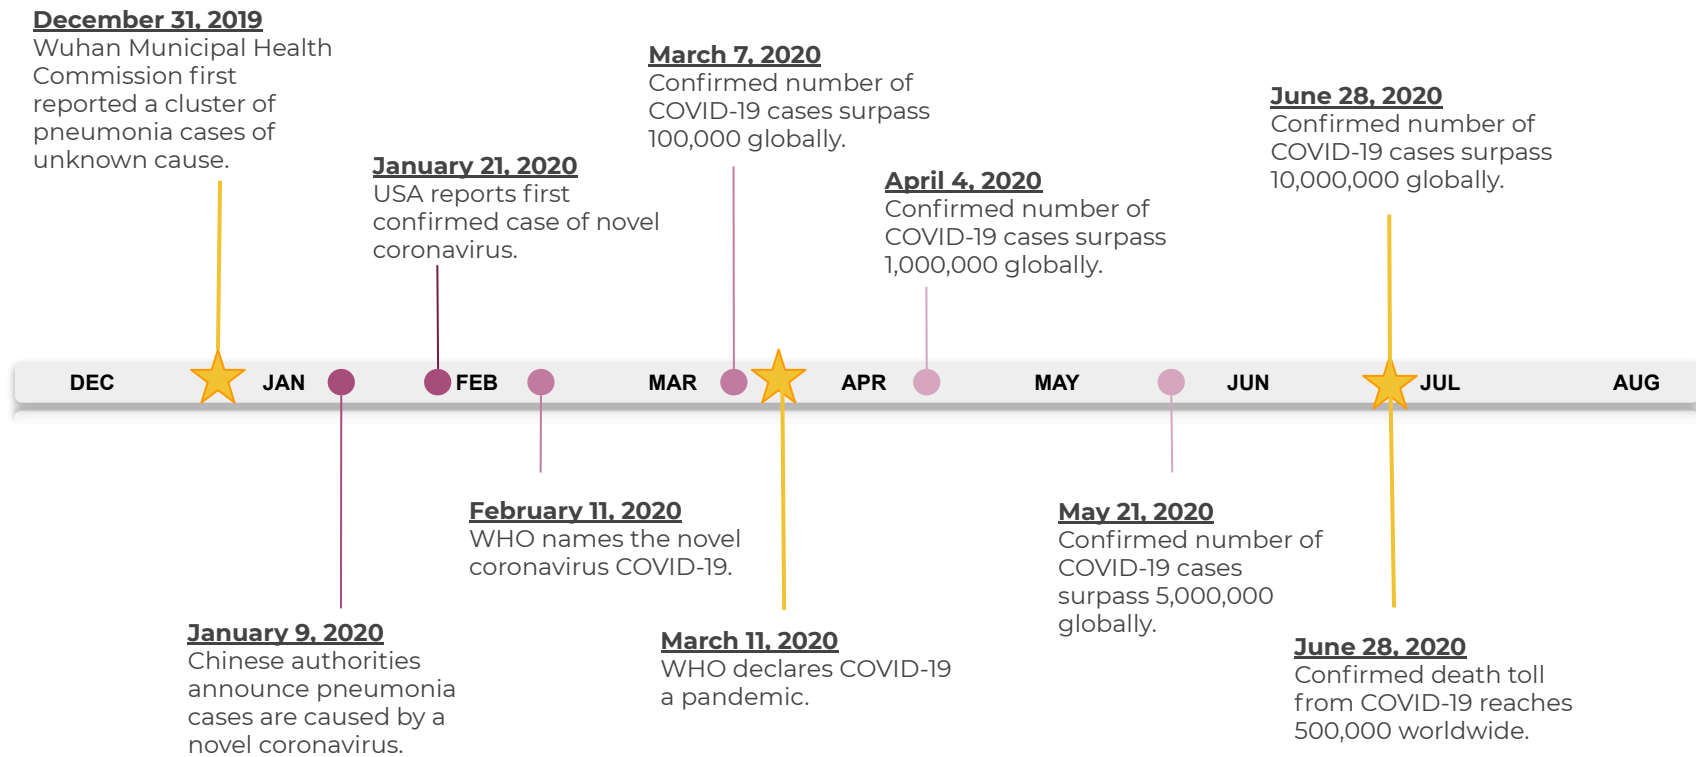 December 31, 2019
Wuhan Municipal Health
Commission first
reported a cluster of
pneumonia cases of
unknown cause.
January 21, 2020
USA reports first
confirmed case of novel
coronavirus.
March 7, 2020
Confirmed number of
COVID-19 cases surpass
100,000 globally.
April 4, 2020
Confirmed number of
COVID-19 cases surpass
1,000,000 globally.
June 28, 2020
Confirmed number of
COVID-19 cases surpass
10,000,000 globally.
DEC JAN FEB MAR APR MAY JUN JUL AUG
January 9, 2020
Chinese authorities
announce pneumonia
cases are caused by a
novel coronavirus.
February 11, 2020
WHO names the novel
coronavirus COVID-19.
March 11, 2020
WHO declares COVID-19
a pandemic.
May 21, 2020
Confirmed number of
COVID-19 cases
surpass 5,000,000
globally.
June 28, 2020
Confirmed death toll
from COVID-19 reaches
500,000 worldwide.